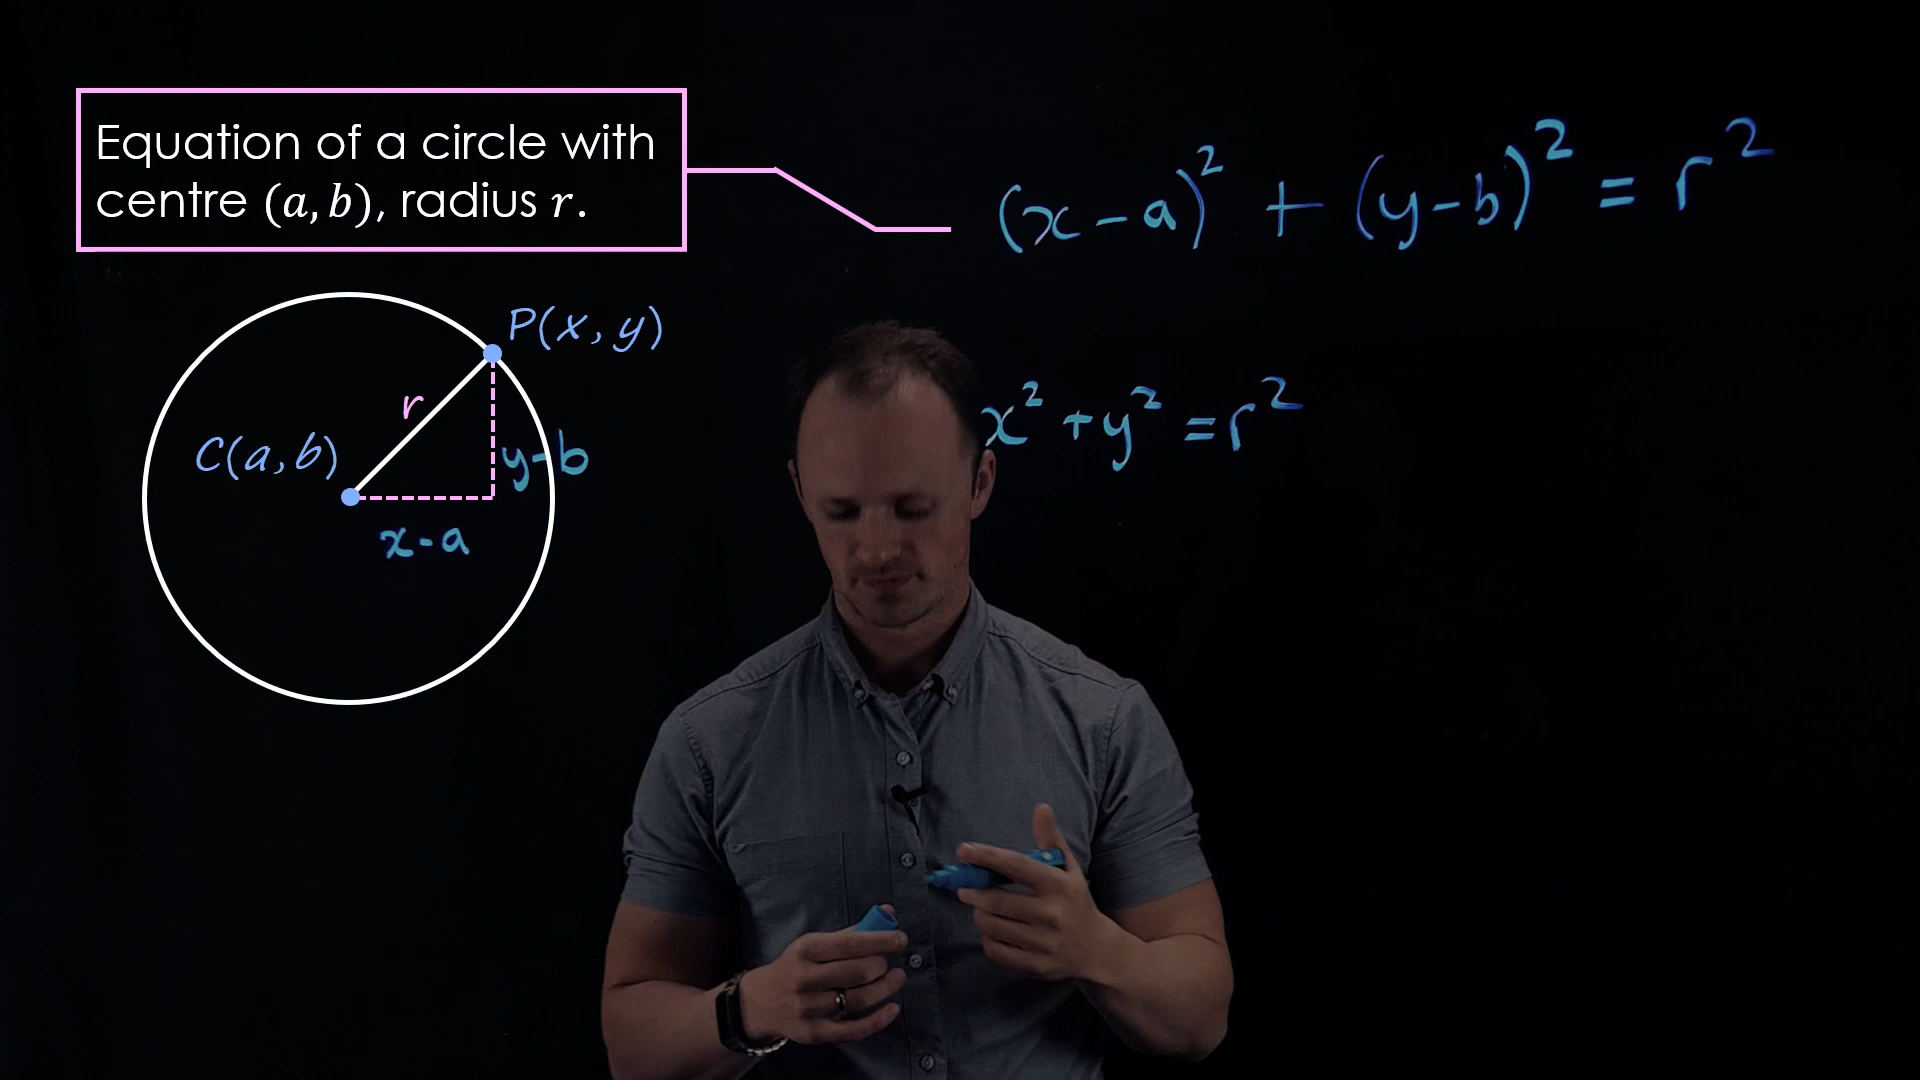 Equation of a circle with
centre (a, b), radius r.
(x-a)² + (y-b)² = r²
P(x, y)
r
C(a, b)
y-b
x-a
x² + y² = r²